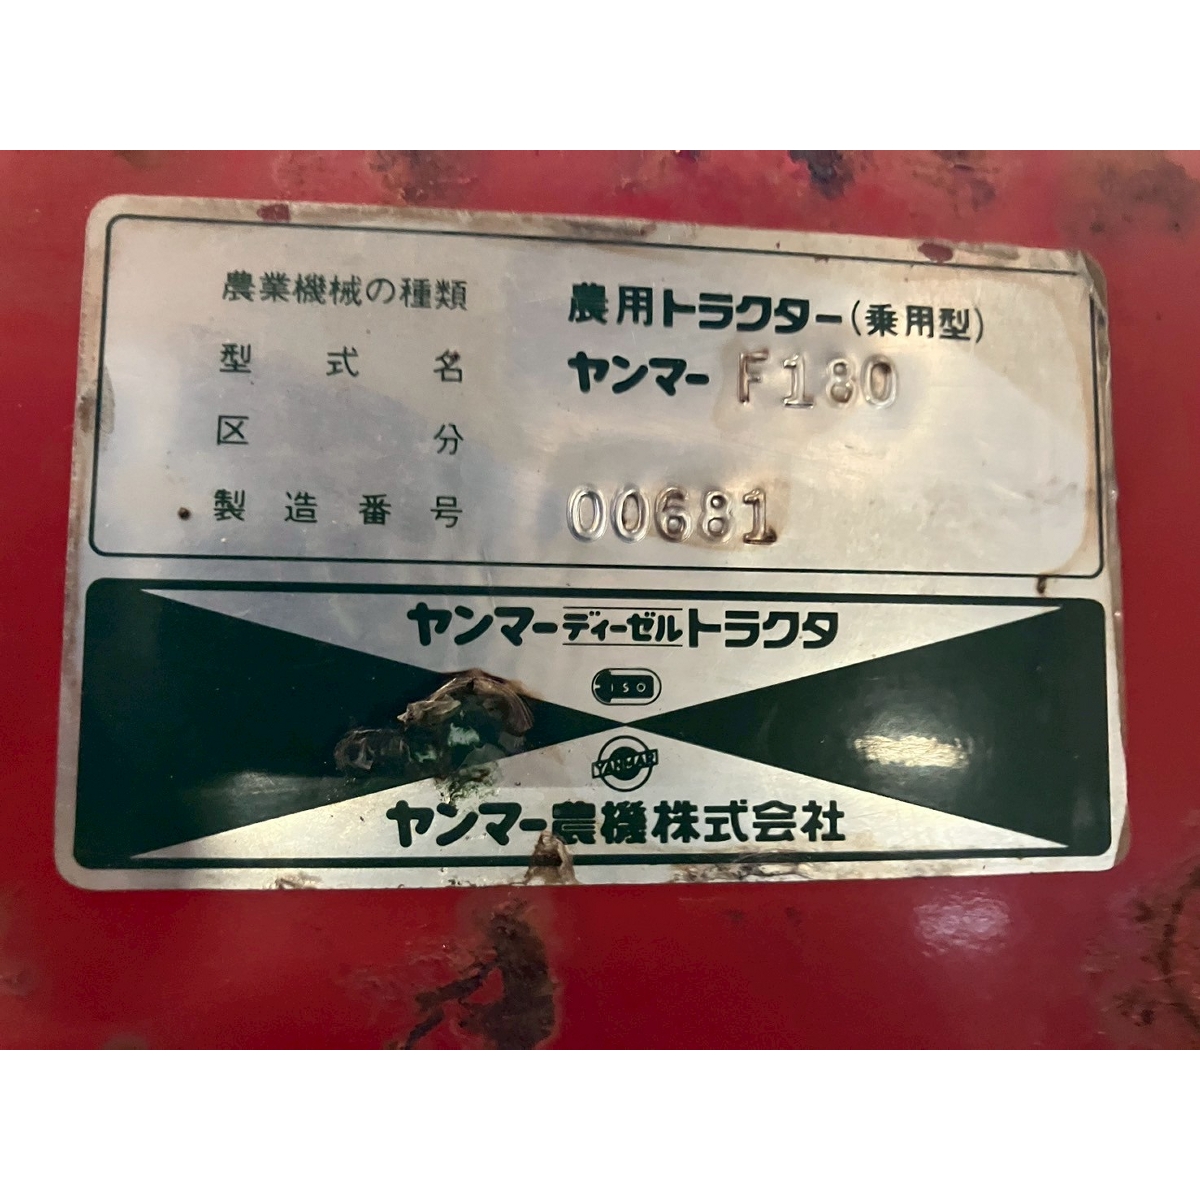 農業機械の種類 農用トラクター(乗用型)
型式名 ヤンマー F180
区分
製造番号 00681
ヤンマーディーゼルトラクタ
ISO
YANMAR
ヤンマー農機株式会社